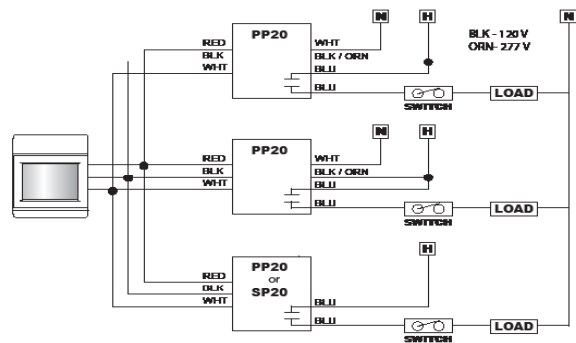 N H N
PP20
BLK - 120 V
ORN- 277 V
RED WHT
BLK BLK / ORN
WHT BLU
BLU
SWITCH LOAD
N H
PP20
RED WHT
BLK BLK / ORN
WHT BLU
BLU
SWITCH LOAD
H
PP20
or
SP20
RED
BLK
WHT BLU
BLU
SWITCH LOAD